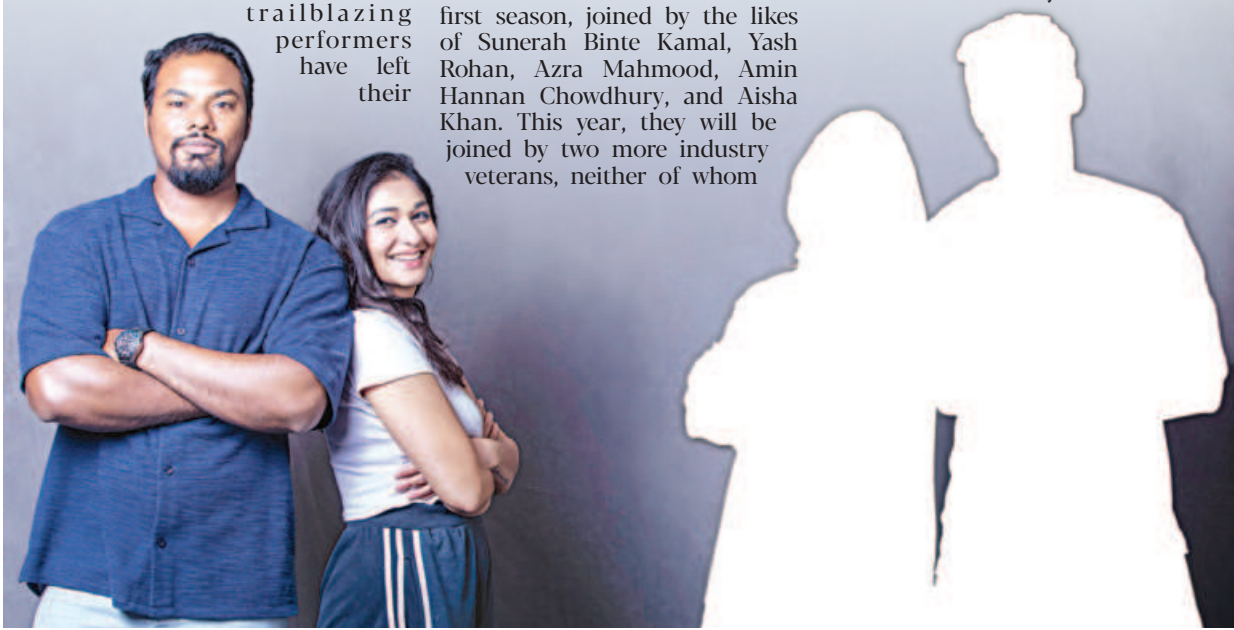 trailblazing
performers
have left
their
first season, joined by the likes
of Sunerah Binte Kamal, Yash
Rohan, Azra Mahmood, Amin
Hannan Chowdhury, and Aisha
Khan. This year, they will be
joined by two more industry
veterans, neither of whom